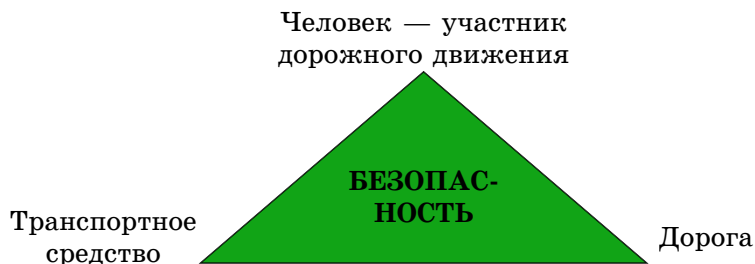 Человек — участник
дорожного движения
БЕЗОПАС-
НОСТЬ
Транспортное
средство
Дорога